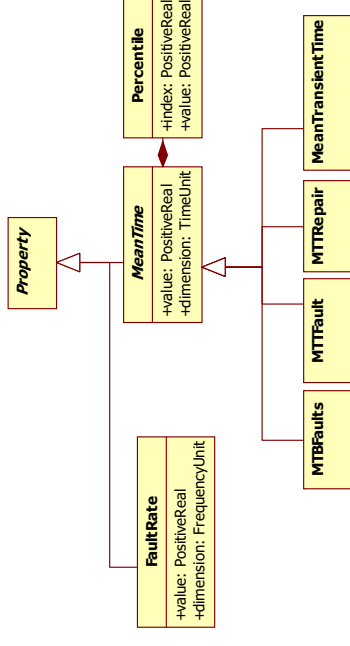 Property
FaultRate
+value: PositiveReal
+dimension: FrequencyUnit
MeanTime
+value: PositiveReal
+dimension: TimeUnit
Percentile
+index: PositiveReal
+value: PositiveReal
MTBFaults
MTTFault
MTTRepair
MeanTransientTime